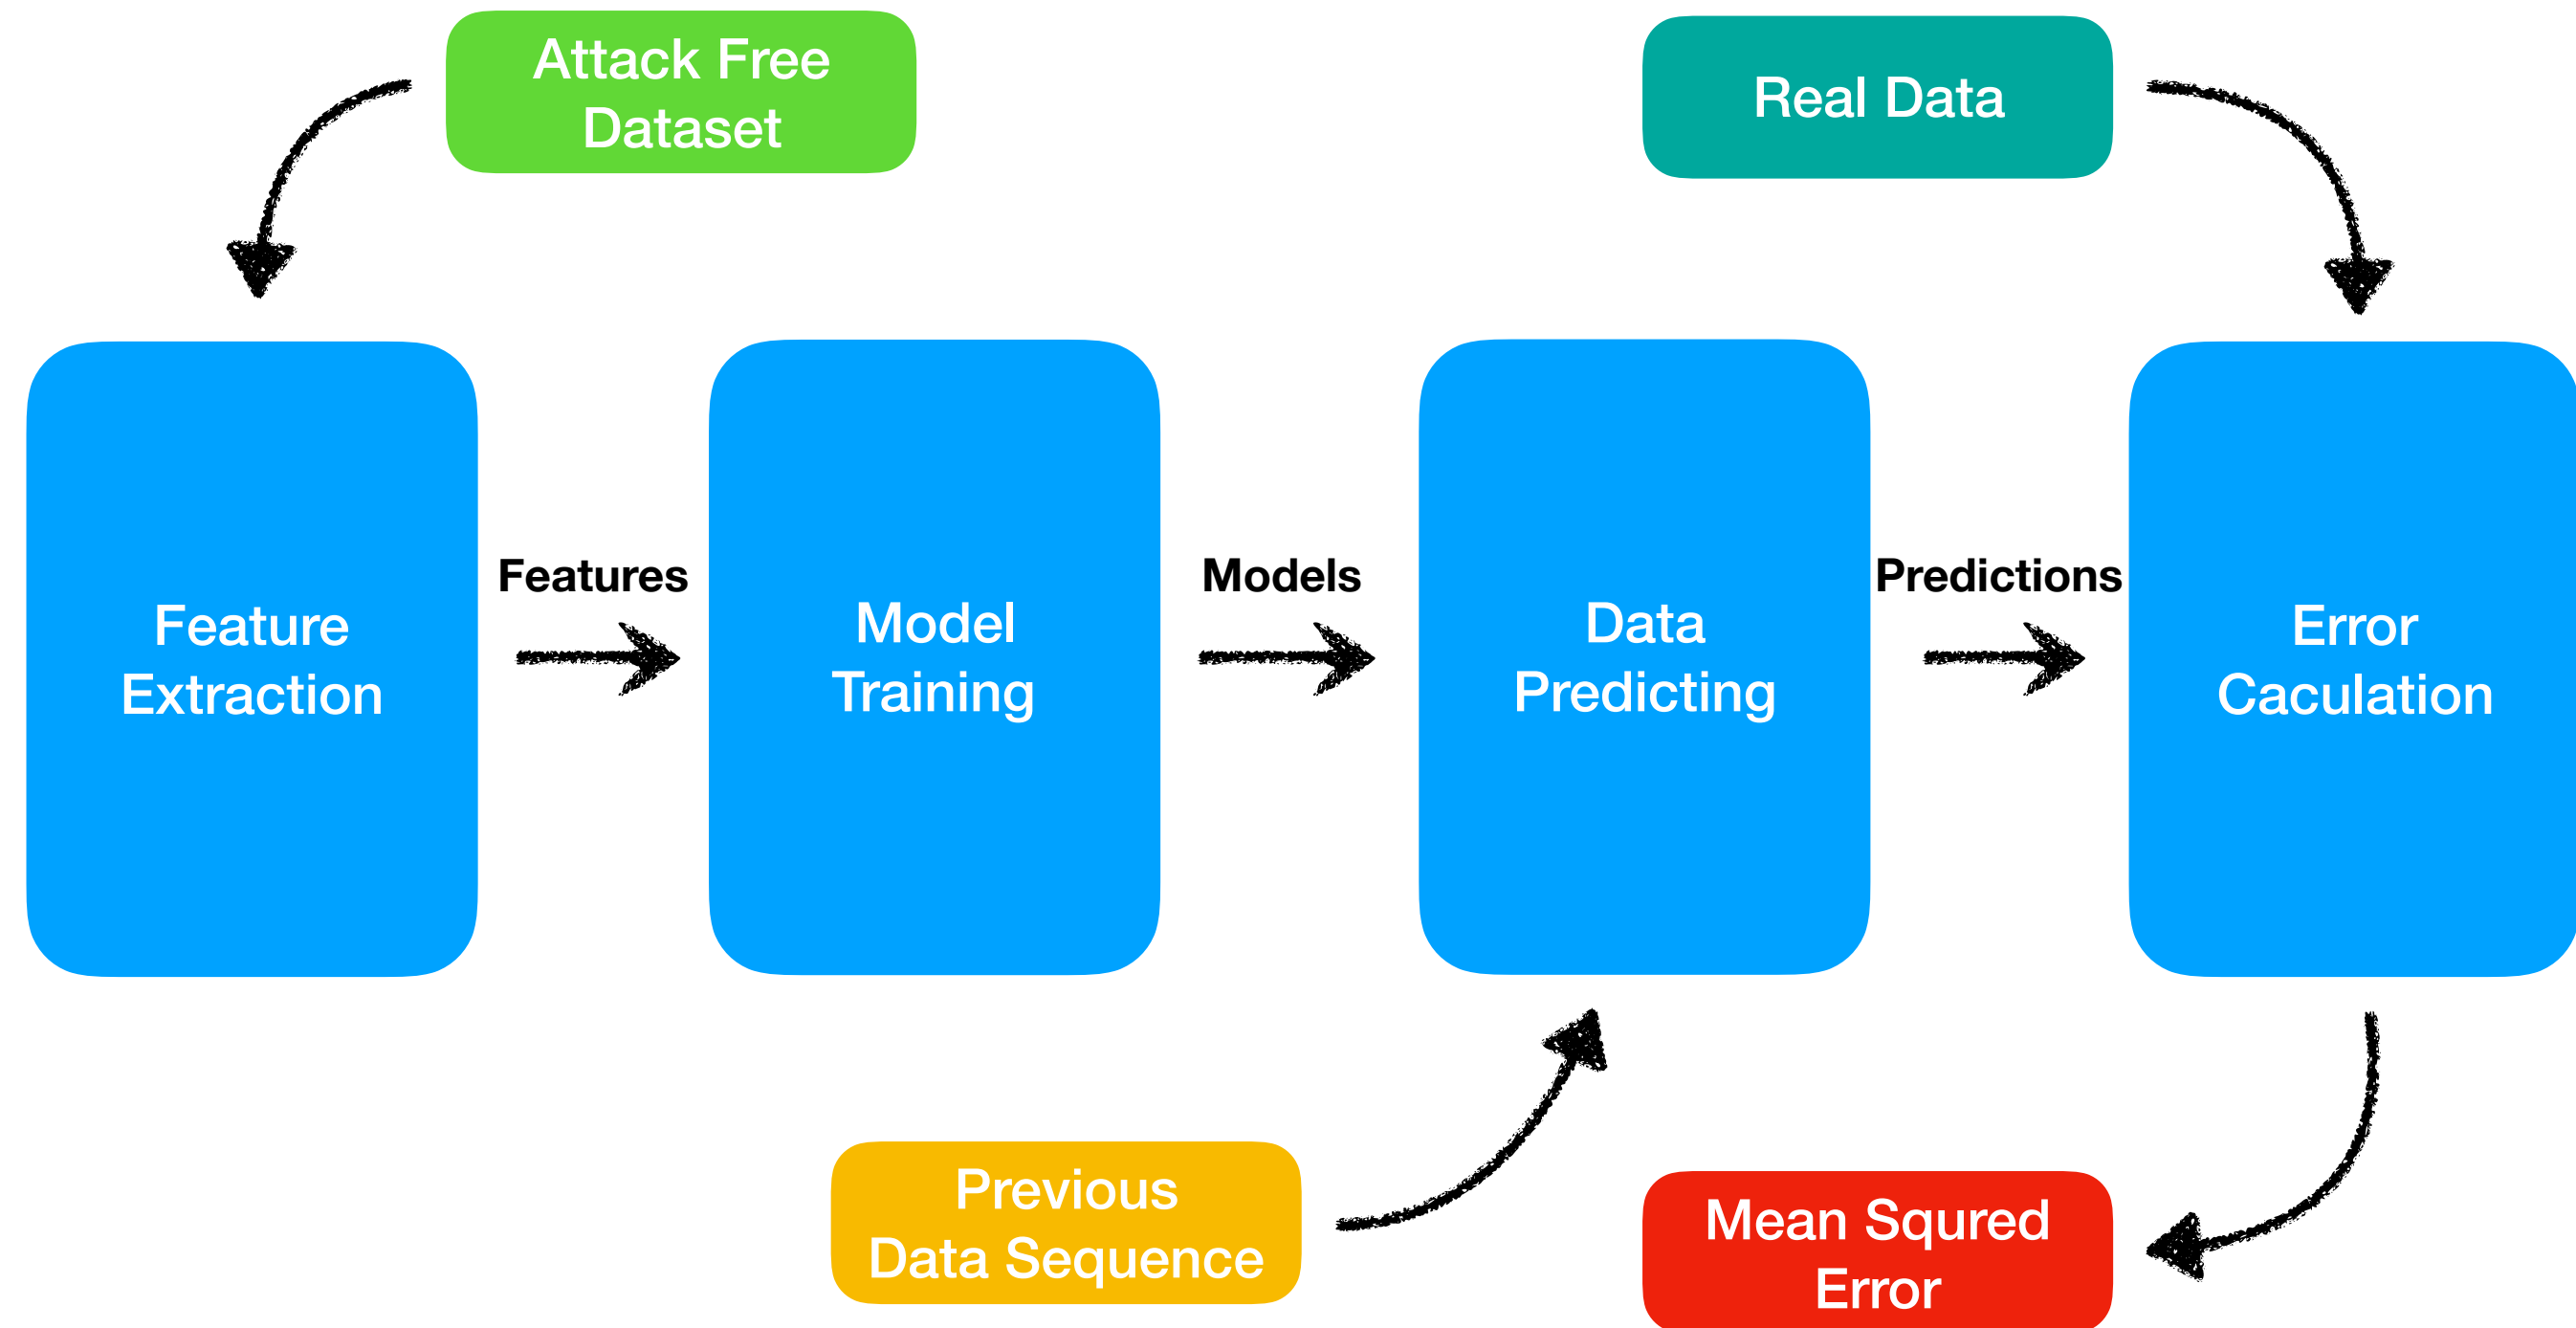 Attack Free
Dataset
Real Data
Feature
Extraction
Features
Model
Training
Models
Data
Predicting
Predictions
Error
Caculation
Previous
Data Sequence
Mean Squred
Error